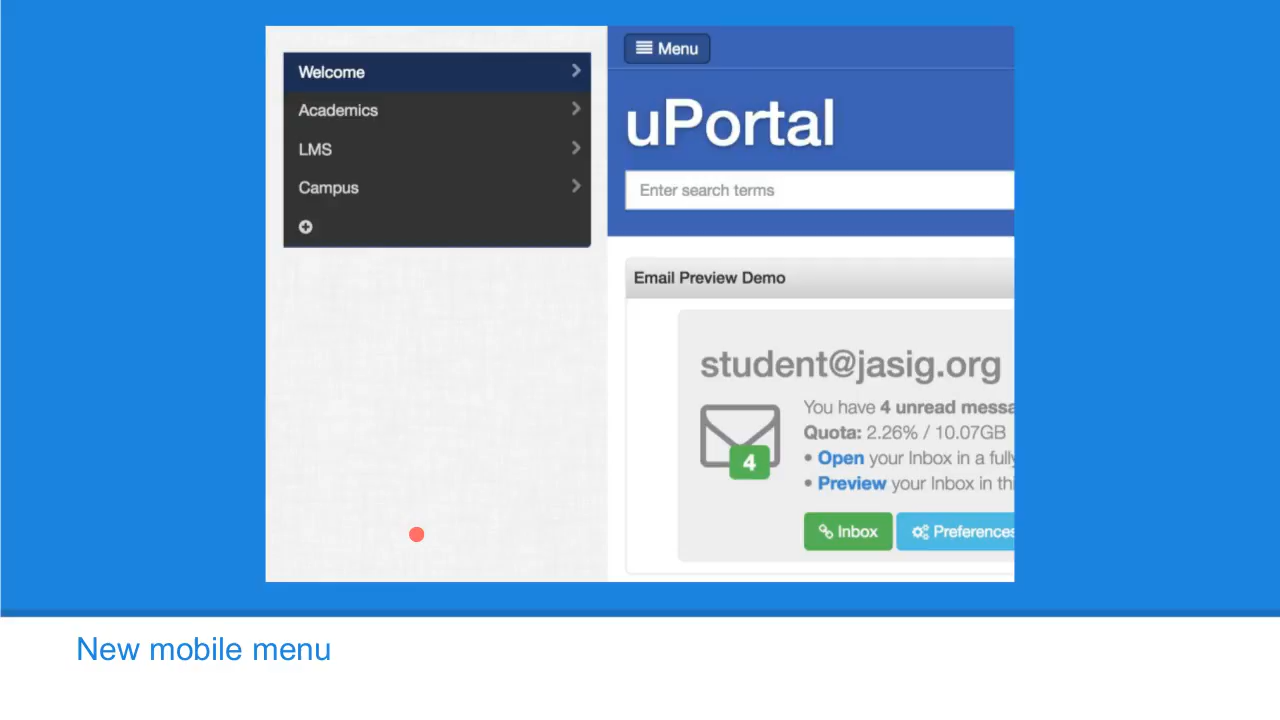 Welcome
Academics
LMS
Campus
Menu
uPortal
Enter search terms
Email Preview Demo
student@jasig.org
You have 4 unread messa
Quota: 2.26% / 10.07GB
• Open your Inbox in a fully
• Preview your Inbox in thi
4
Inbox
Preferences
New mobile menu